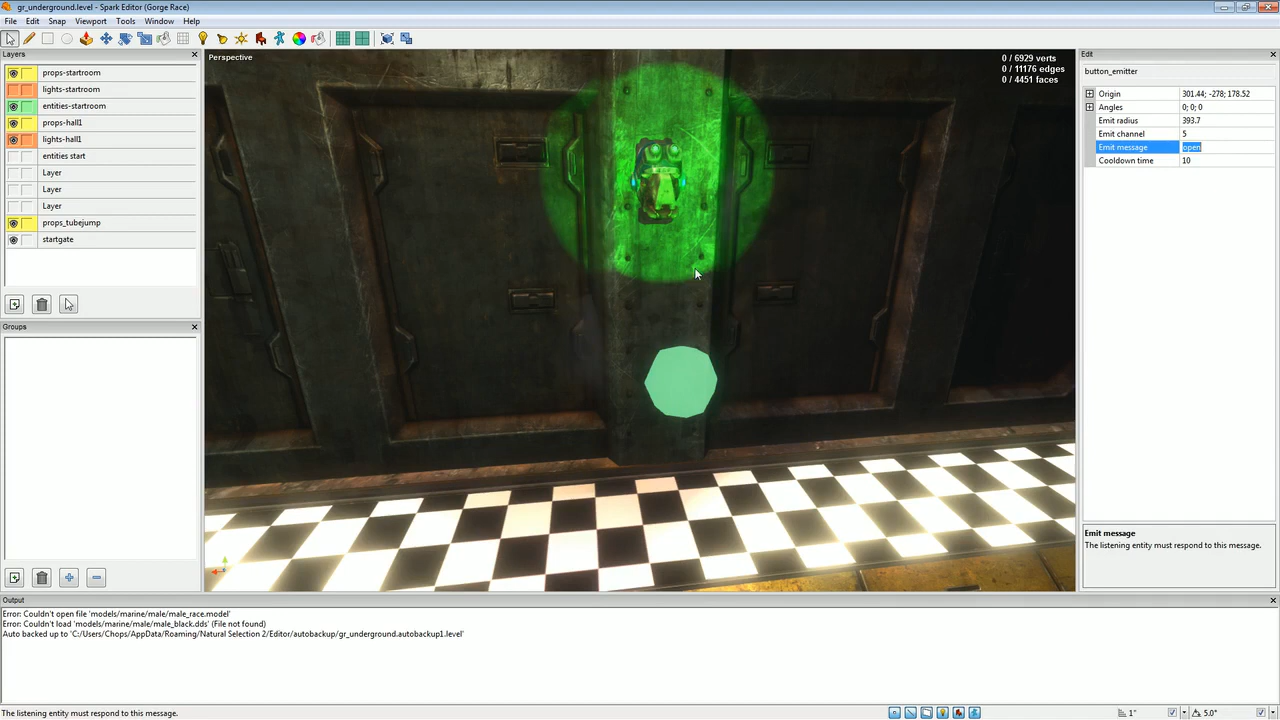 gr_underground.level - Spark Editor (Gorge Race)
File Edit Snap Viewport Tools Window Help
Layers
props-startroom
lights-startroom
entities-startroom
props-hall1
lights-hall1
entities start
Layer
Layer
Layer
props_tubejump
startgate
Groups
Perspective
0 / 6929 verts
0 / 11176 edges
0 / 4451 faces
Edit
button_emitter
Origin 301.44; -278; 178.52
Angles 0; 0; 0
Emit radius 393.7
Emit channel 5
Emit message open
Cooldown time 10
Emit message
The listening entity must respond to this message.
Output
Error: Couldn't open file 'models/marine/male/male_race.model'
Error: Couldn't load 'models/marine/male/male_black.dds' (File not found)
Auto backed up to 'C:/Users/Chops/AppData/Roaming/Natural Selection 2/Editor/autobackup/gr_underground.autobackup1.level'
The listening entity must respond to this message.
1"
5.0°